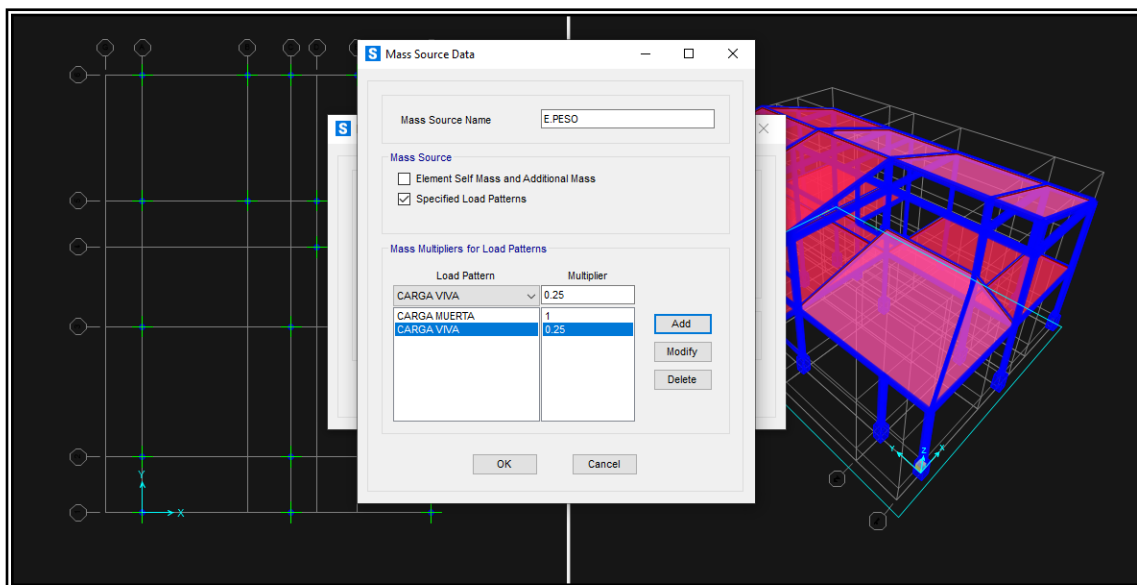 S Mass Source Data
S
Mass Source Name E.PESO
Mass Source
Element Self Mass and Additional Mass
Specified Load Patterns
Mass Multipliers for Load Patterns
Load Pattern Multiplier
CARGA VIVA 0.25
CARGA MUERTA 1
CARGA VIVA 0.25
Add
Modify
Delete
OK Cancel
Y
X
Y Z X